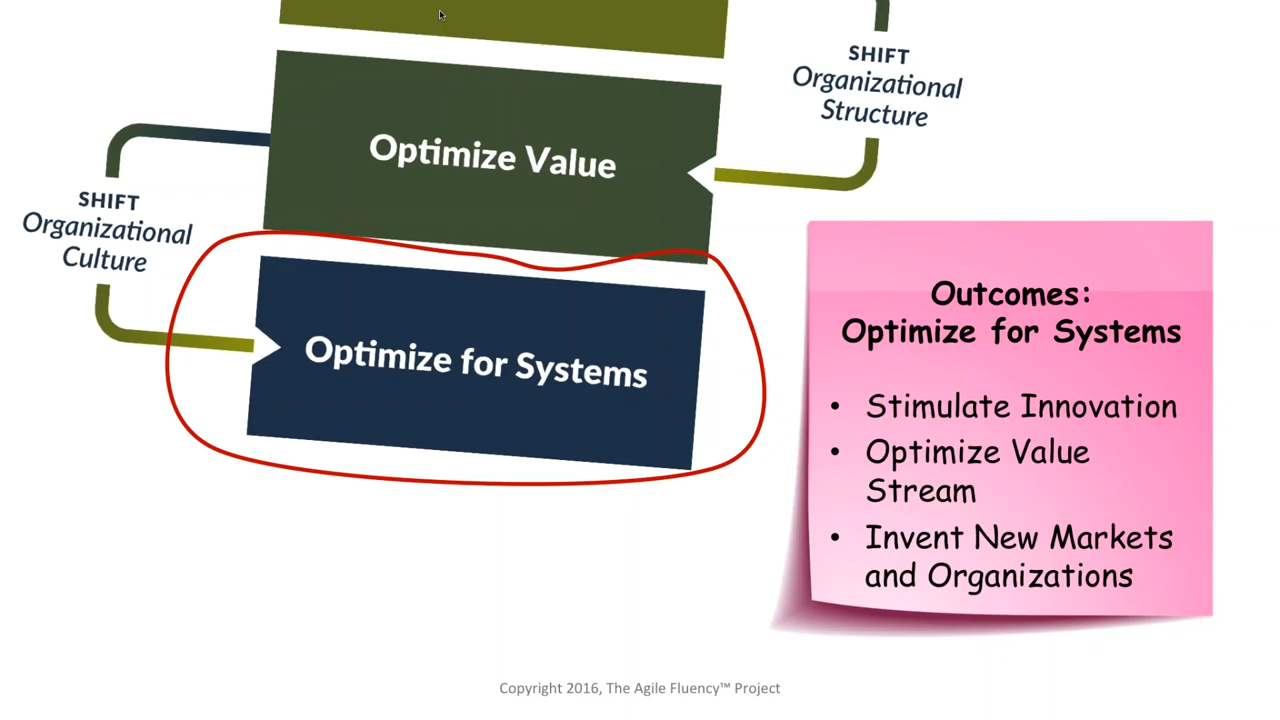 SHIFT
Organizational
Structure
Optimize Value
SHIFT
Organizational
Culture
Optimize for Systems
Outcomes:
Optimize for Systems
• Stimulate Innovation
• Optimize Value
Stream
• Invent New Markets
and Organizations
Copyright 2016, The Agile Fluency™ Project